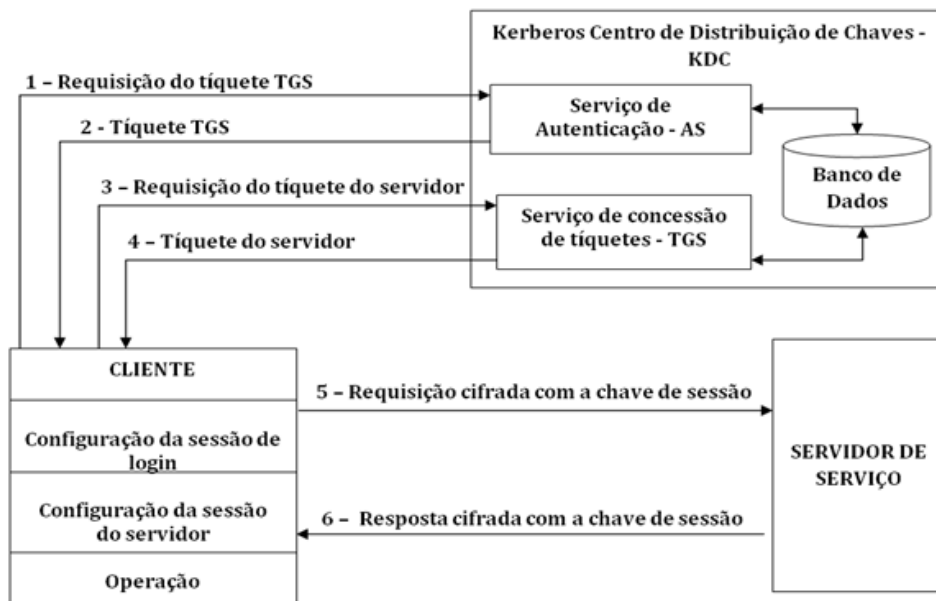 Kerberos Centro de Distribuição de Chaves -
KDC
1 – Requisição do tíquete TGS
Serviço de
Autenticação - AS
2 - Tíquete TGS
Banco de
Dados
3 – Requisição do tíquete do servidor
Serviço de concessão
de tíquetes - TGS
4 – Tíquete do servidor
CLIENTE
5 – Requisição cifrada com a chave de sessão
Configuração da sessão de
login
SERVIDOR DE
SERVIÇO
Configuração da sessão
do servidor
6 – Resposta cifrada com a chave de sessão
Operação